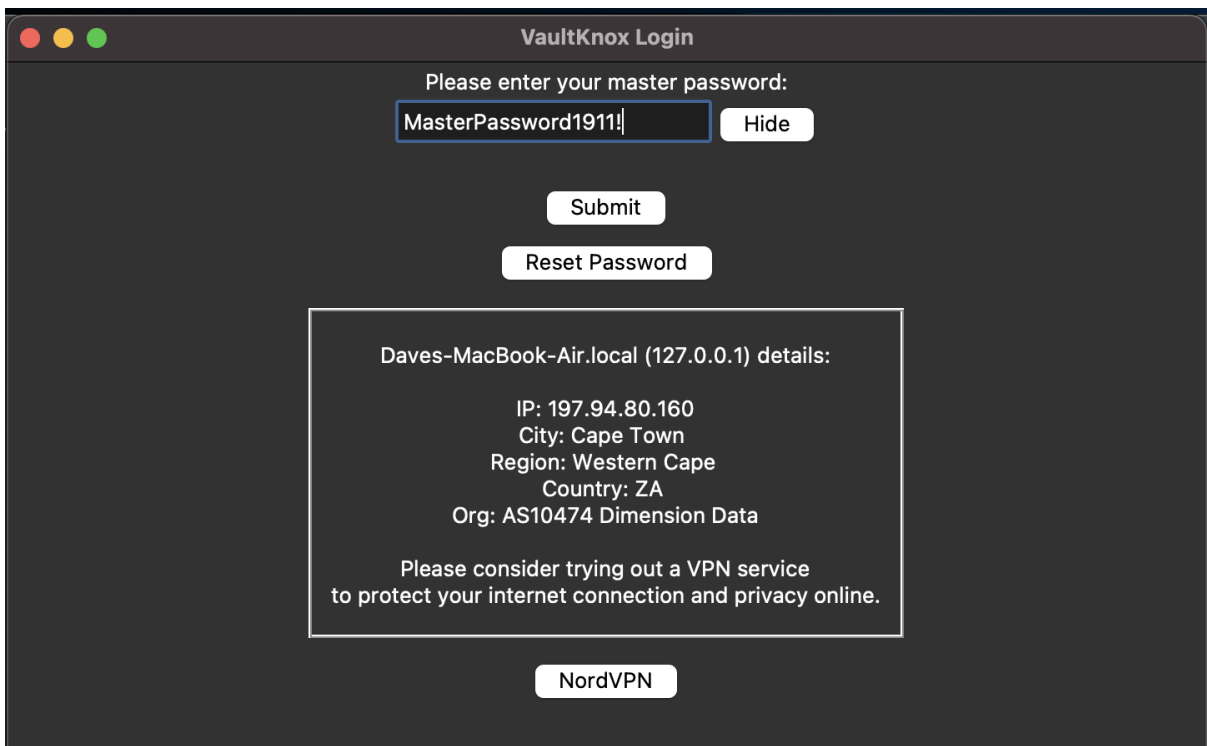 VaultKnox Login
Please enter your master password:
MasterPassword1911!
Hide
Submit
Reset Password
Daves-MacBook-Air.local (127.0.0.1) details:
IP: 197.94.80.160
City: Cape Town
Region: Western Cape
Country: ZA
Org: AS10474 Dimension Data
Please consider trying out a VPN service
to protect your internet connection and privacy online.
NordVPN